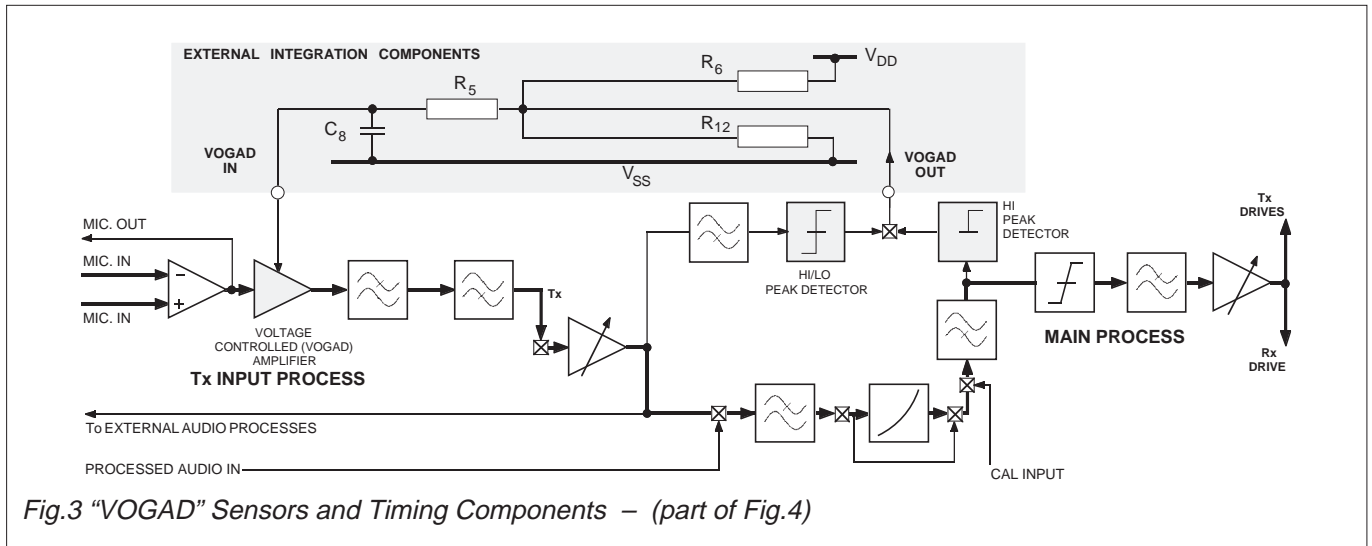 EXTERNAL INTEGRATION COMPONENTS
VDD
R6
R5
C8
R12
VOGAD
IN
VSS
VOGAD
OUT
MIC. OUT
MIC. IN
MIC. IN
−
+
VOLTAGE
CONTROLLED (VOGAD)
AMPLIFIER
Tx INPUT PROCESS
Tx
HI/LO
PEAK DETECTOR
HI
PEAK
DETECTOR
Tx
DRIVES
MAIN PROCESS
Rx
DRIVE
To EXTERNAL AUDIO PROCESSES
PROCESSED AUDIO IN
CAL INPUT
Fig.3 “VOGAD” Sensors and Timing Components – (part of Fig.4)